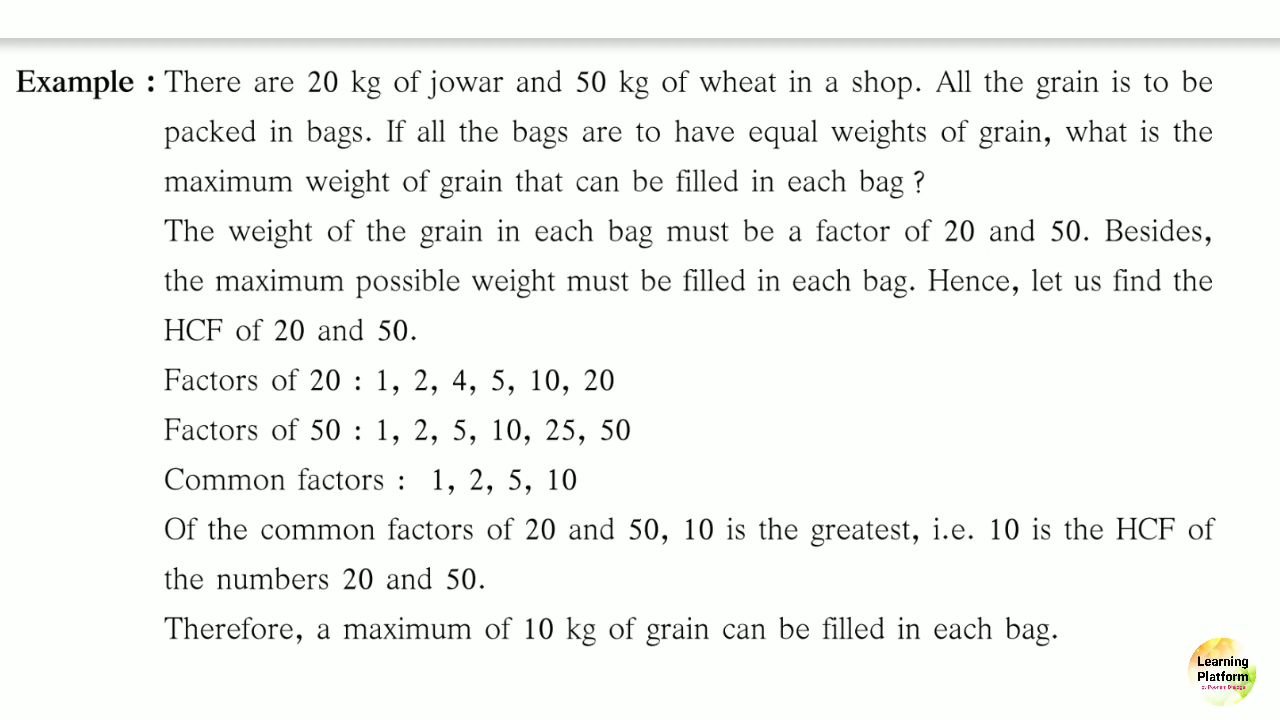 Example : There are 20 kg of jowar and 50 kg of wheat in a shop. All the grain is to be
packed in bags. If all the bags are to have equal weights of grain, what is the
maximum weight of grain that can be filled in each bag ?
The weight of the grain in each bag must be a factor of 20 and 50. Besides,
the maximum possible weight must be filled in each bag. Hence, let us find the
HCF of 20 and 50.
Factors of 20 : 1, 2, 4, 5, 10, 20
Factors of 50 : 1, 2, 5, 10, 25, 50
Common factors : 1, 2, 5, 10
Of the common factors of 20 and 50, 10 is the greatest, i.e. 10 is the HCF of
the numbers 20 and 50.
Therefore, a maximum of 10 kg of grain can be filled in each bag.
Learning
Platform